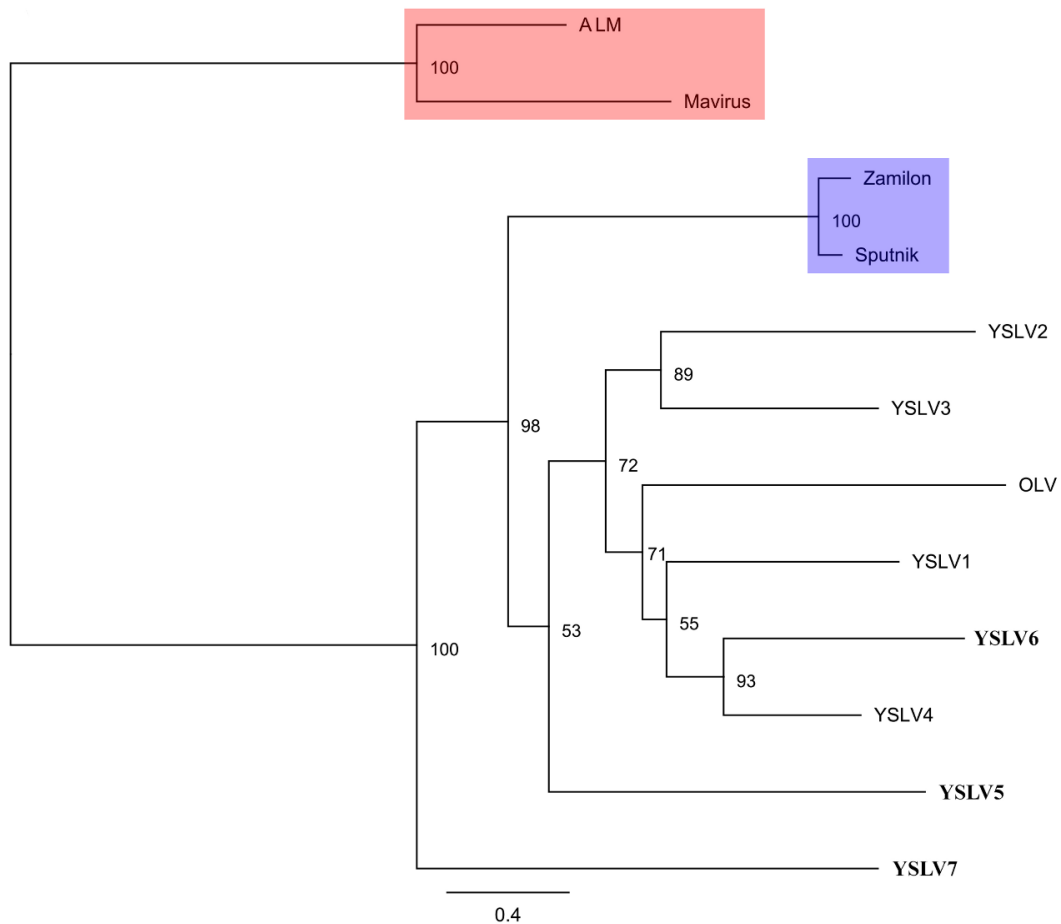 ALM
100
Mavirus
Zamilon
100
Sputnik
YSLV2
89
YSLV3
98
72
OLV
71
YSLV1
55
53
YSLV6
100
93
YSLV4
YSLV5
YSLV7
0.4